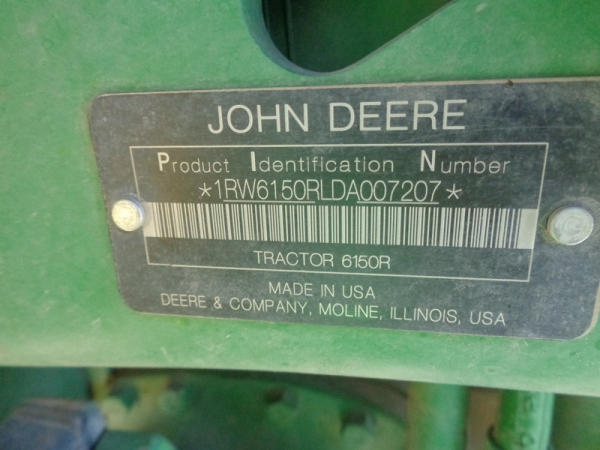 JOHN DEERE
Product Identification Number
*1RW6150RLDA007207*
TRACTOR 6150R
MADE IN USA
DEERE & COMPANY, MOLINE, ILLINOIS, USA